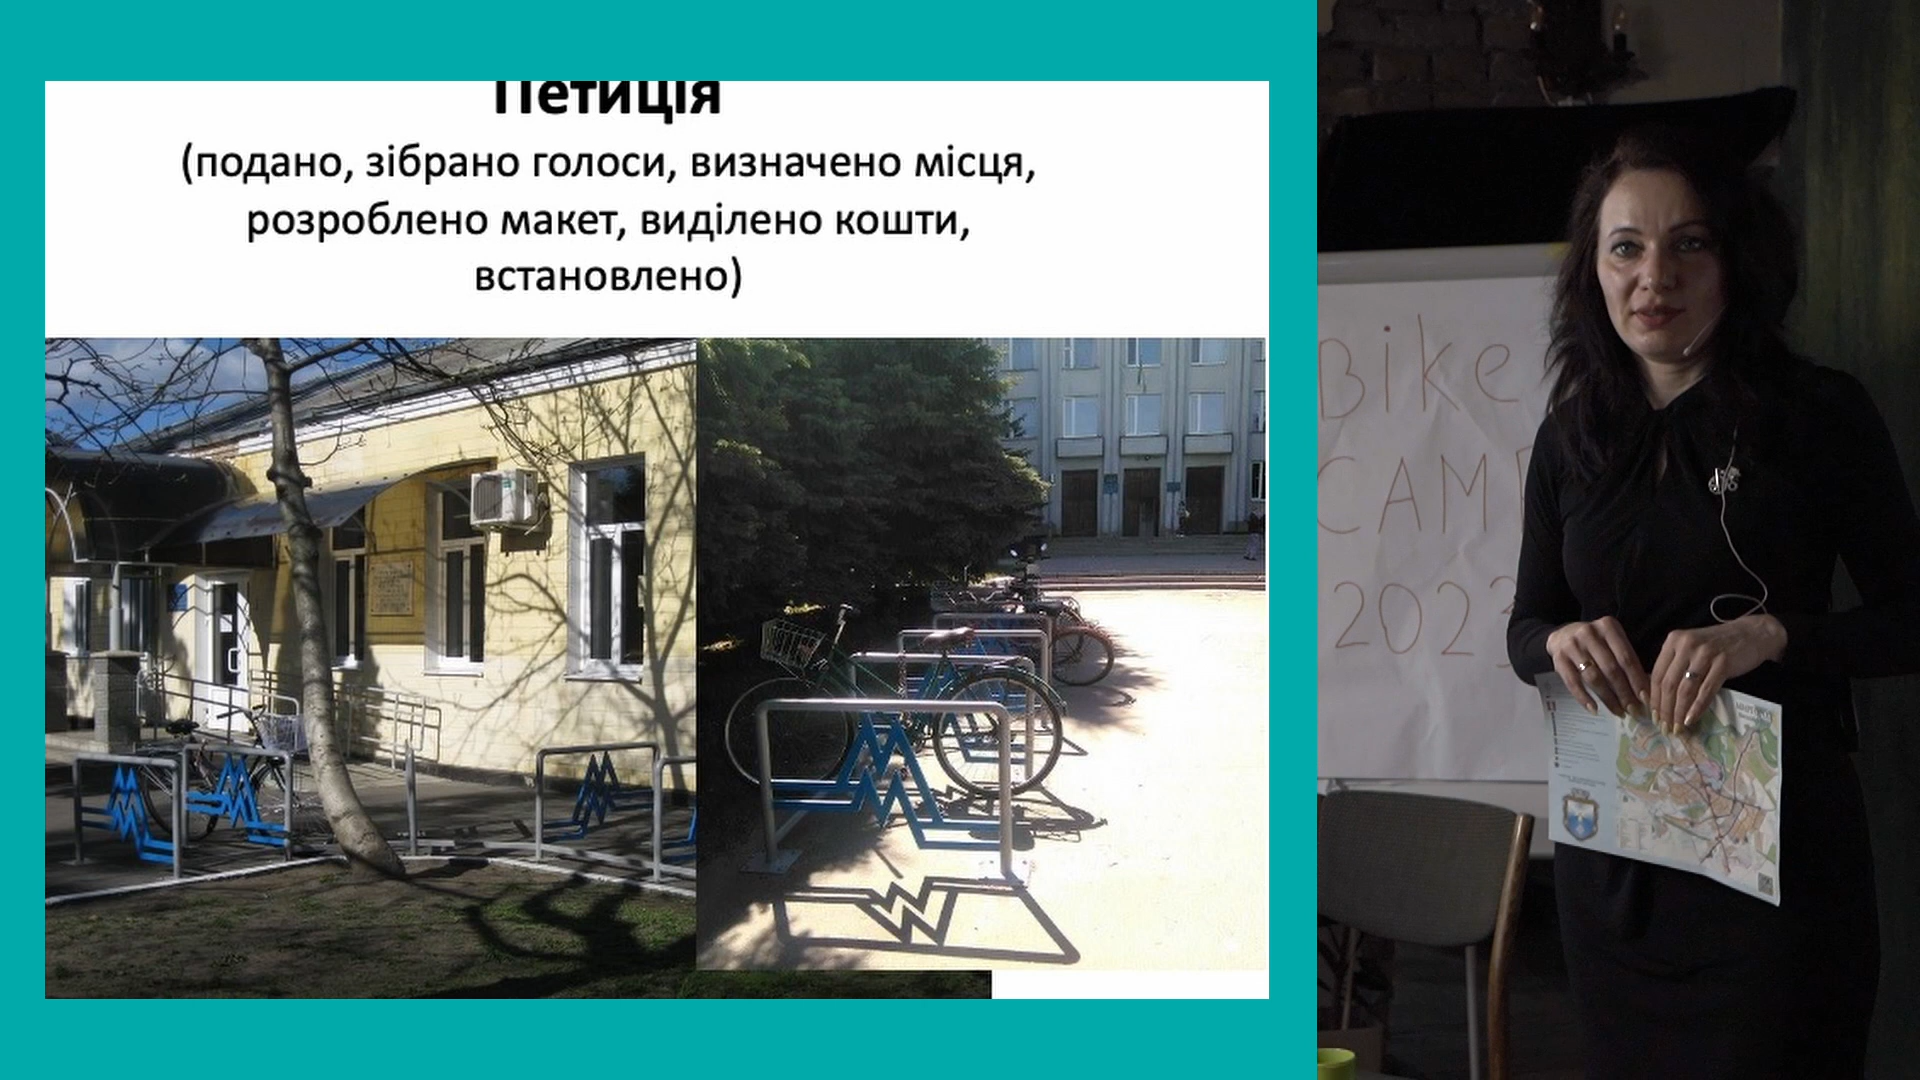 Петиція
(подано, зібрано голоси, визначено місця,
розроблено макет, виділено кошти,
встановлено)
Bike
CAMP
2023